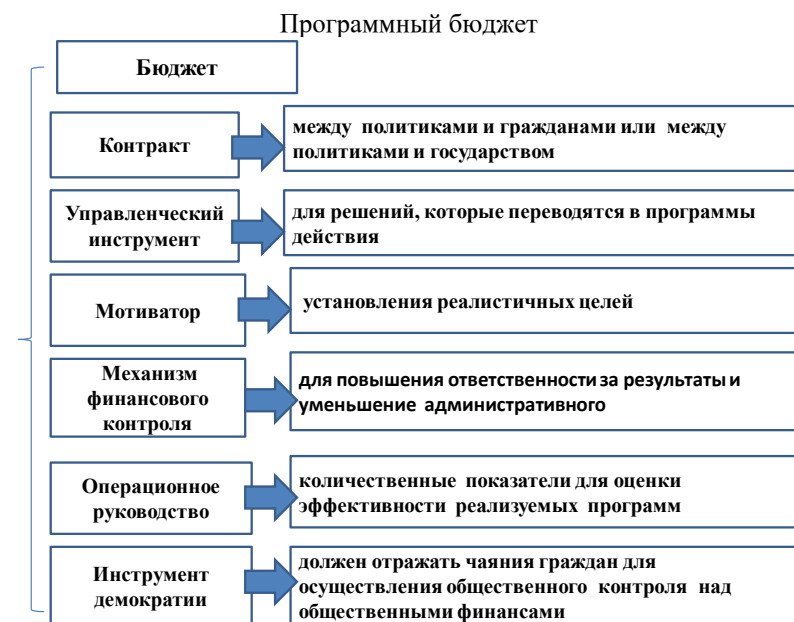 Программный бюджет
Бюджет
Контракт
между политиками и гражданами или между
политиками и государством
Управленческий
инструмент
для решений, которые переводятся в программы
действия
Мотиватор
установления реалистичных целей
Механизм
финансового
контроля
для повышения ответственности за результаты и
уменьшение административного
Операционное
руководство
количественные показатели для оценки
эффективности реализуемых программ
Инструмент
демократии
должен отражать чаяния граждан для
осуществления общественного контроля над
общественными финансами